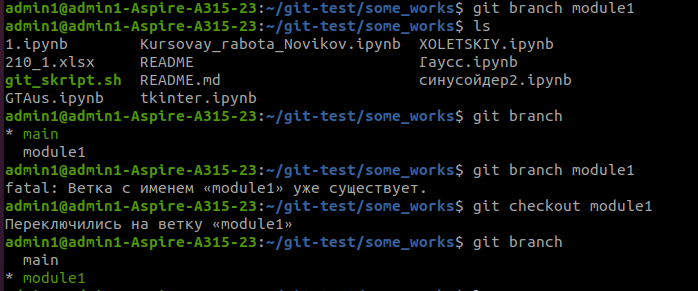 admin1@admin1-Aspire-A315-23:~/git-test/some_works$ git branch module1
admin1@admin1-Aspire-A315-23:~/git-test/some_works$ ls
1.ipynb Kursovay_rabota_Novikov.ipynb XOLETSKIY.ipynb
210_1.xlsx README Гаусс.ipynb
git_skript.sh README.md синусойдер2.ipynb
GTAus.ipynb tkinter.ipynb
admin1@admin1-Aspire-A315-23:~/git-test/some_works$ git branch
* main
module1
admin1@admin1-Aspire-A315-23:~/git-test/some_works$ git branch module1
fatal: Ветка с именем «module1» уже существует.
admin1@admin1-Aspire-A315-23:~/git-test/some_works$ git checkout module1
Переключились на ветку «module1»
admin1@admin1-Aspire-A315-23:~/git-test/some_works$ git branch
main
* module1